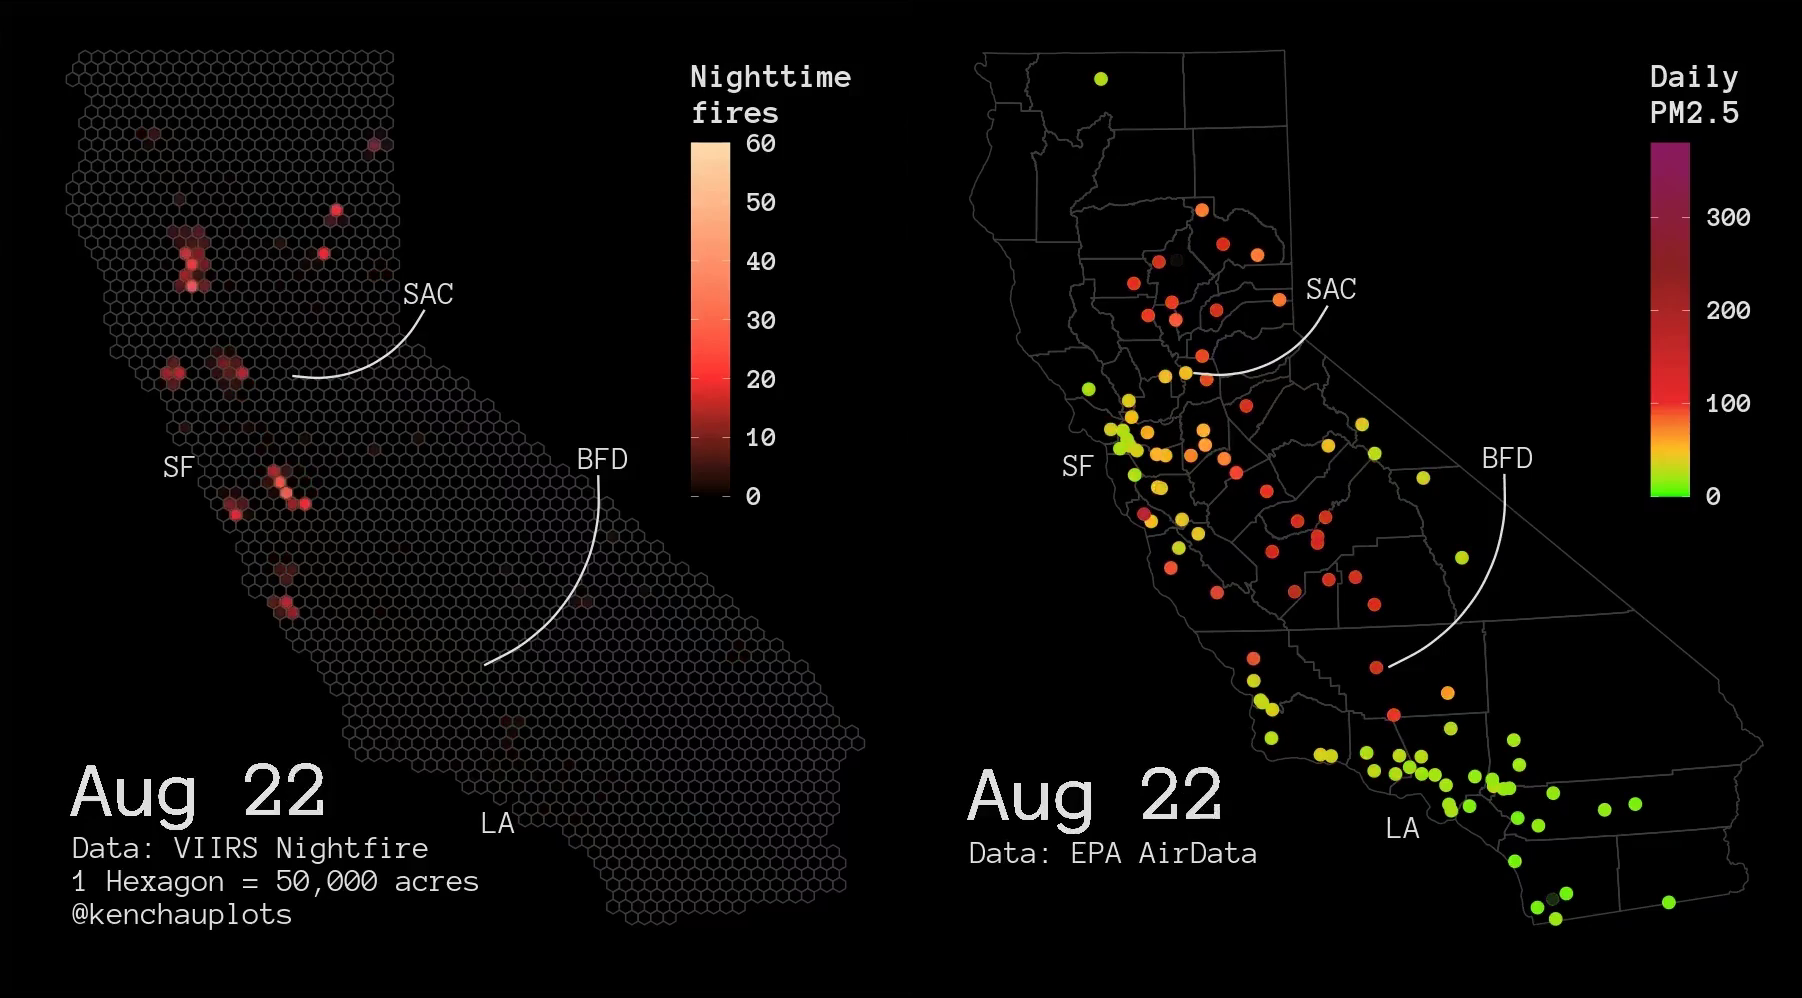 Nighttime
fires
60
50
40
30
20
10
0
SAC
BFD
SF
LA
Aug 22
Data: VIIRS Nightfire
1 Hexagon = 50,000 acres
@kenchauplots
Daily
PM2.5
300
200
100
0
SAC
BFD
SF
LA
Aug 22
Data: EPA AirData